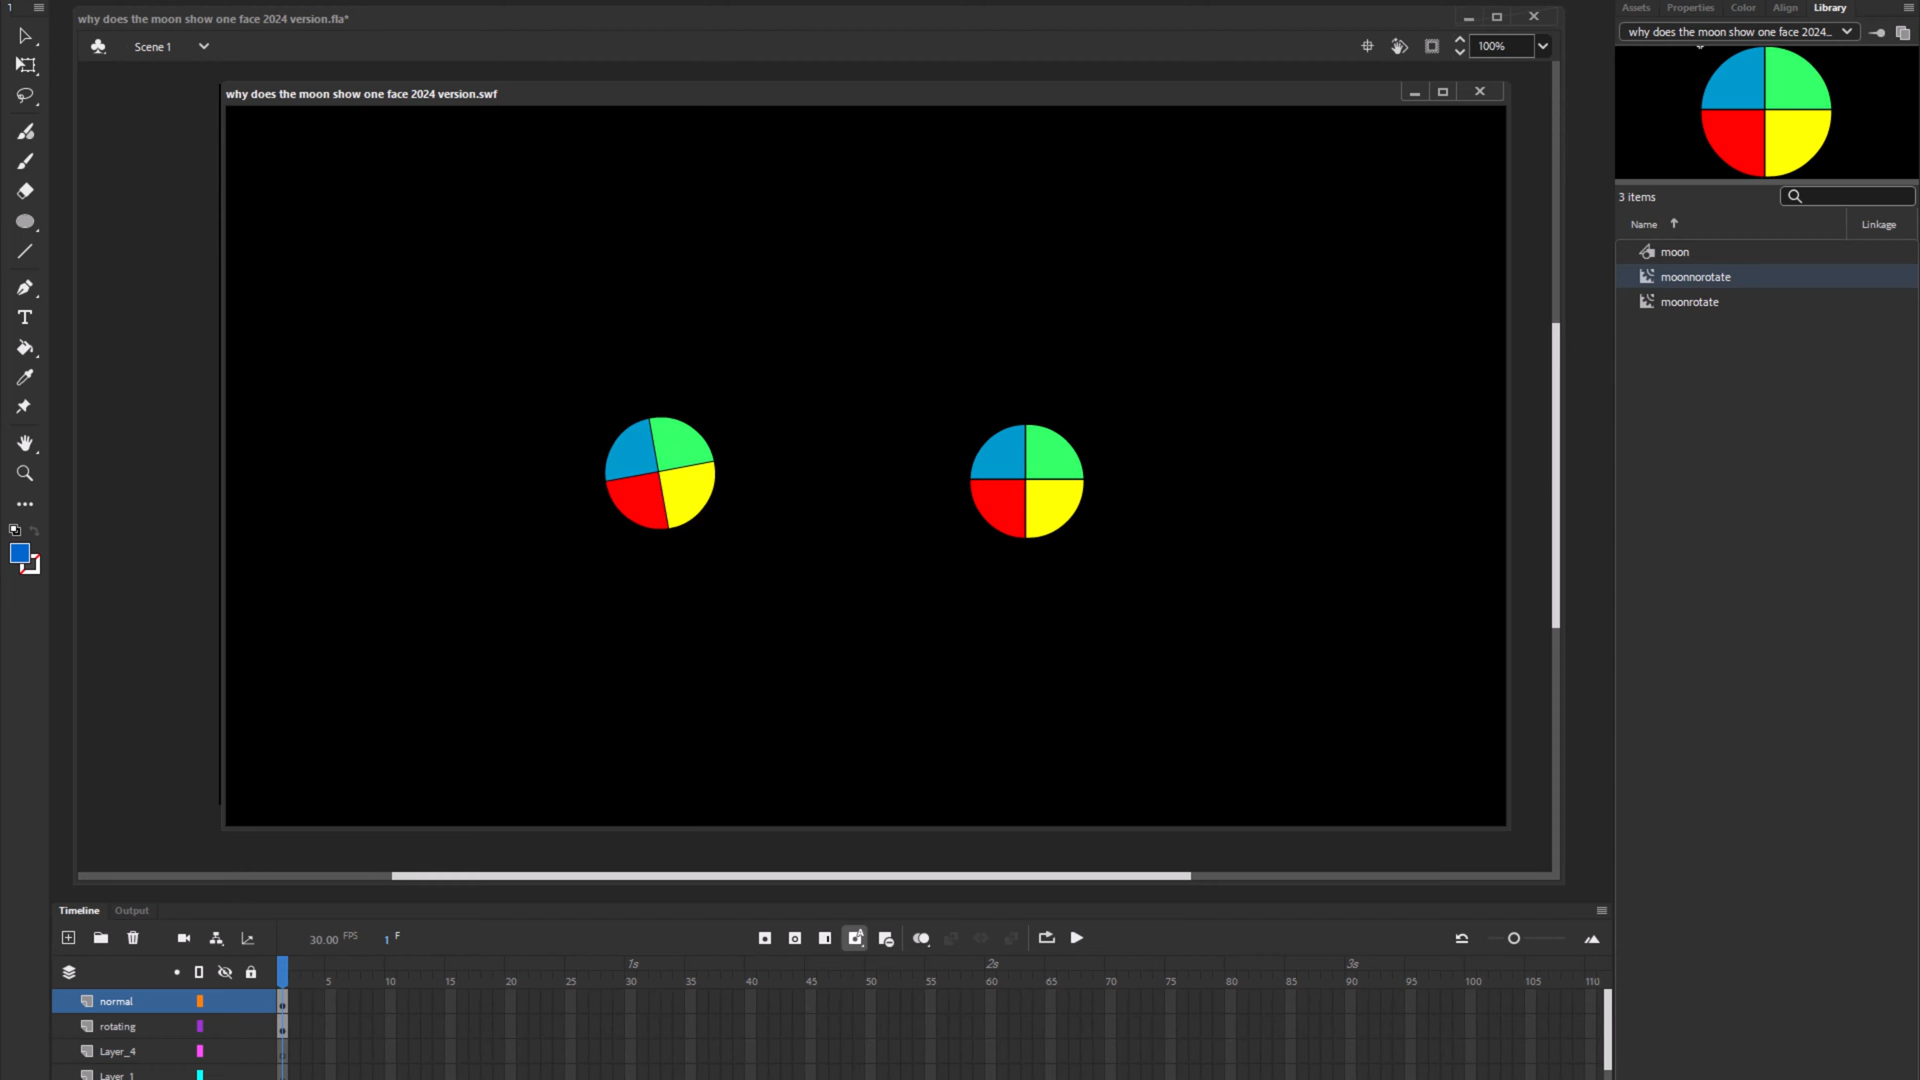 1
why does the moon show one face 2024 version.fla*
Scene 1
100%
why does the moon show one face 2024 version.swf
Assets Properties Color Align Library
why does the moon show one face 2024...
3 items
Name Linkage
moon
moonnorotate
moonrotate
T
Timeline Output
30.00 FPS 1 F
1s 2s 3s
5 10 15 20 25 30 35 40 45 50 55 60 65 70 75 80 85 90 95 100 105 110
normal
rotating
Layer_4
Layer_1